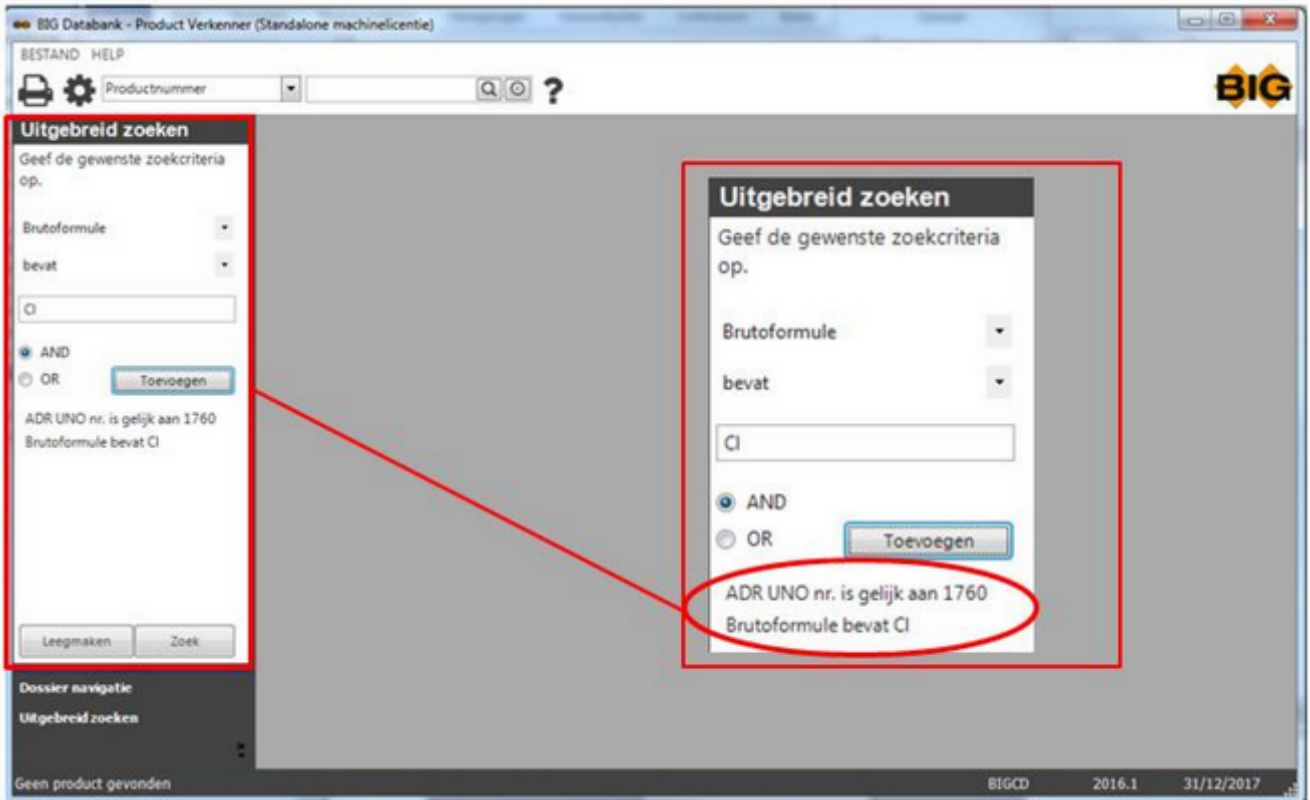 BIG Databank - Product Verkenner (Standalone machinelicentie)
BESTAND HELP
Productnummer
?
BIG
Uitgebreid zoeken
Geef de gewenste zoekcriteria
op.
Brutoformule
bevat
Cl
AND
OR
Toevoegen
ADR UNO nr. is gelijk aan 1760
Brutoformule bevat Cl
Leegmaken
Zoek
Dossier navigatie
Uitgebreid zoeken
Uitgebreid zoeken
Geef de gewenste zoekcriteria
op.
Brutoformule
bevat
Cl
AND
OR
Toevoegen
ADR UNO nr. is gelijk aan 1760
Brutoformule bevat Cl
Geen product gevonden
BIGCD 2016.1 31/12/2017